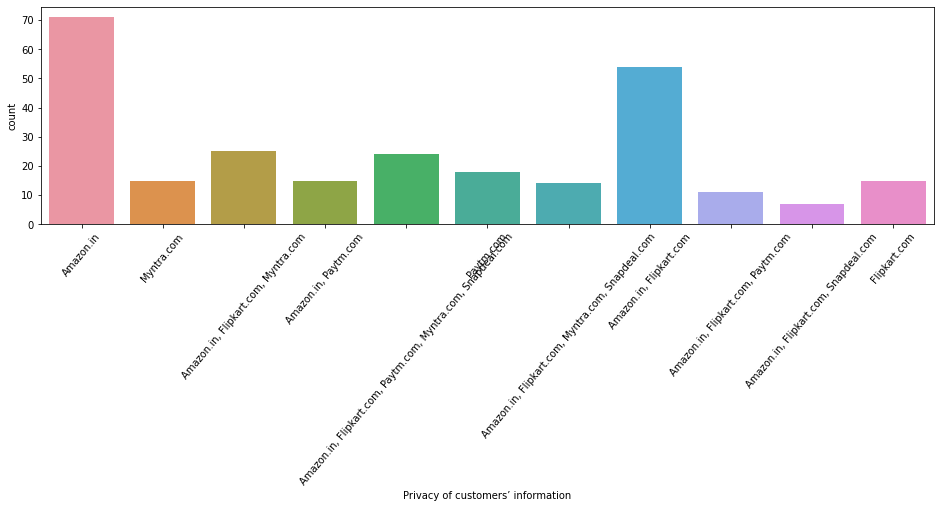 70
60
50
40
30
20
10
0
count
Amazon.in
Myntra.com
Amazon.in, Flipkart.com, Myntra.com
Amazon.in, Paytm.com
Amazon.in, Flipkart.com, Paytm.com, Myntra.com, Snapdeal.com
Paytm.com
Amazon.in, Flipkart.com, Myntra.com, Snapdeal.com
Amazon.in, Flipkart.com
Amazon.in, Flipkart.com, Paytm.com
Amazon.in, Flipkart.com, Snapdeal.com
Flipkart.com
Privacy of customers’ information